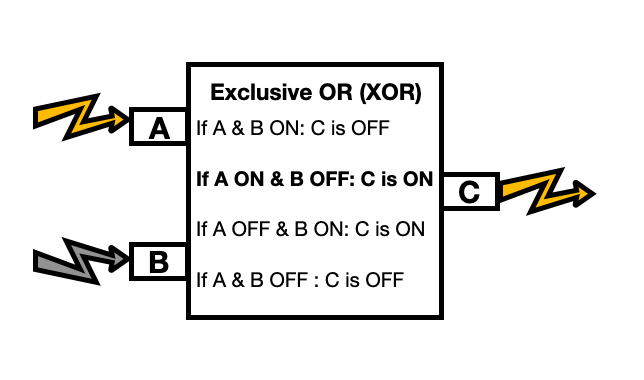 Exclusive OR (XOR)
A
If A & B ON: C is OFF
If A ON & B OFF: C is ON
C
If A OFF & B ON: C is ON
B
If A & B OFF : C is OFF